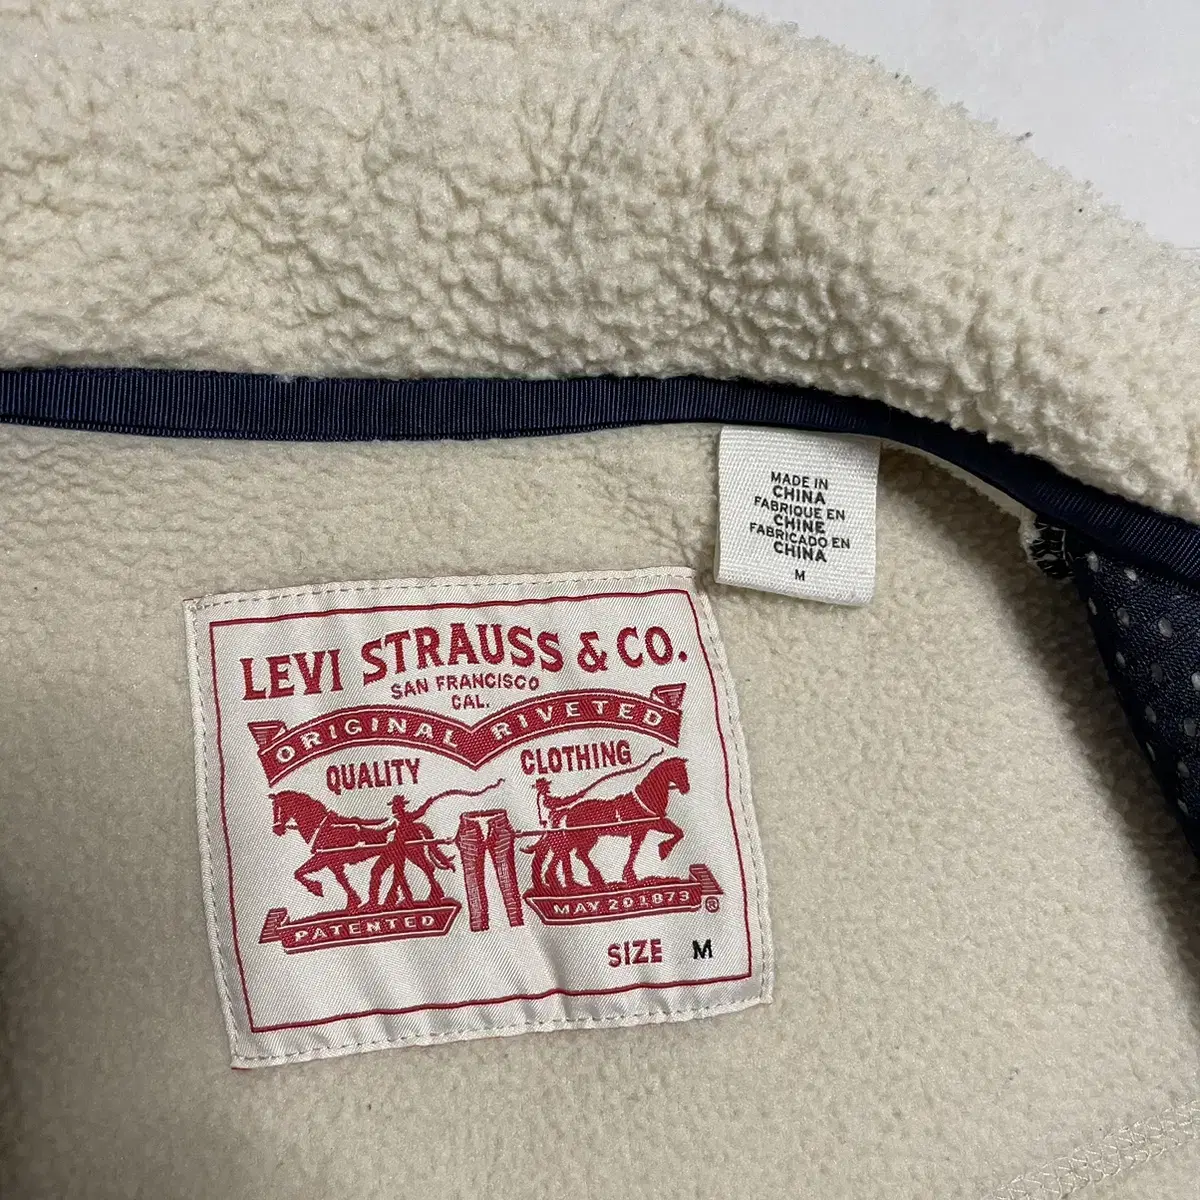 MADE IN
CHINA
FABRIQUE EN
CHINE
FABRICADO EN
CHINA
M
LEVI STRAUSS & CO.
SAN FRANCISCO
CAL.
ORIGINAL RIVETED
QUALITY CLOTHING
PATENTED MAY 20 1873 ®
SIZE M